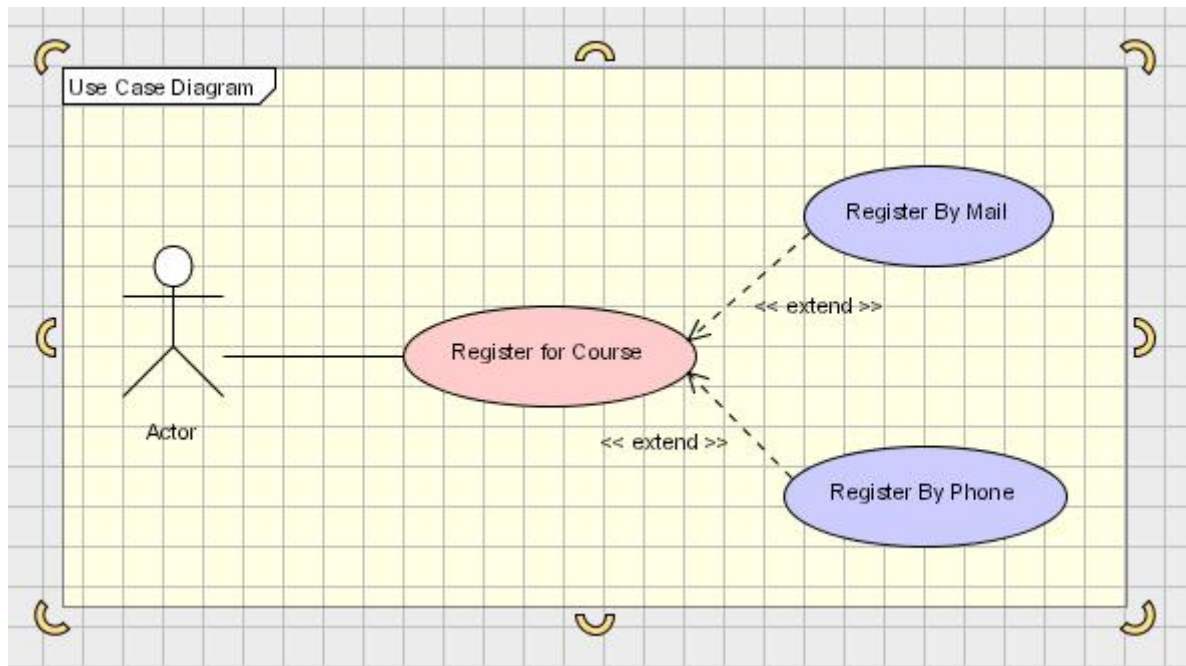 Use Case Diagram
Register By Mail
<< extend >>
Register for Course
Actor
<< extend >>
Register By Phone